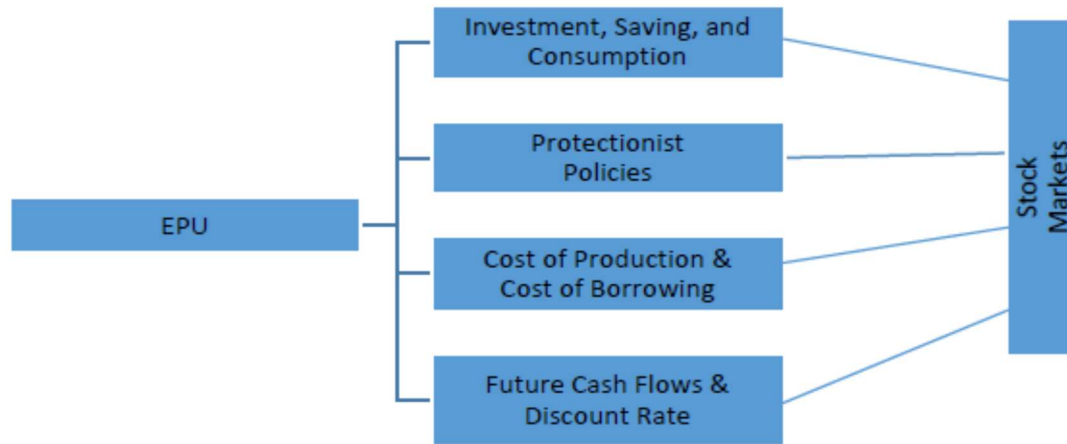 Investment, Saving, and
Consumption
Protectionist
Policies
EPU
Cost of Production &
Cost of Borrowing
Future Cash Flows &
Discount Rate
Stock
Markets